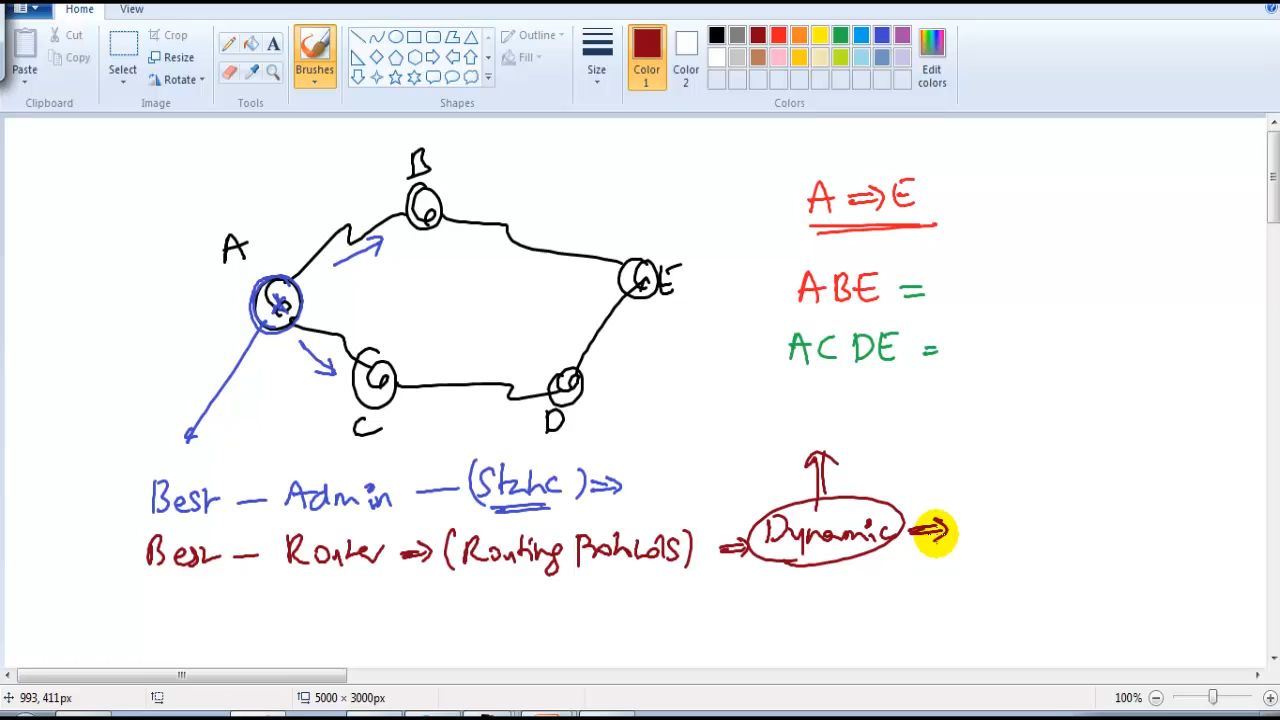 Home View
Cut
Copy
Paste
Clipboard
Select
Crop
Resize
Rotate
Image
A
Tools
Brushes
Shapes
Outline
Fill
Size
Color 1
Color 2
Edit colors
Colors
B
A
E
C
D
A ⇒ E
ABE =
ACDE =
Best - Admin - (Static) ⇒
Best - Router ⇒ (Routing Protocols) ⇒ Dynamic ⇒
993, 411px
5000 × 3000px
100%